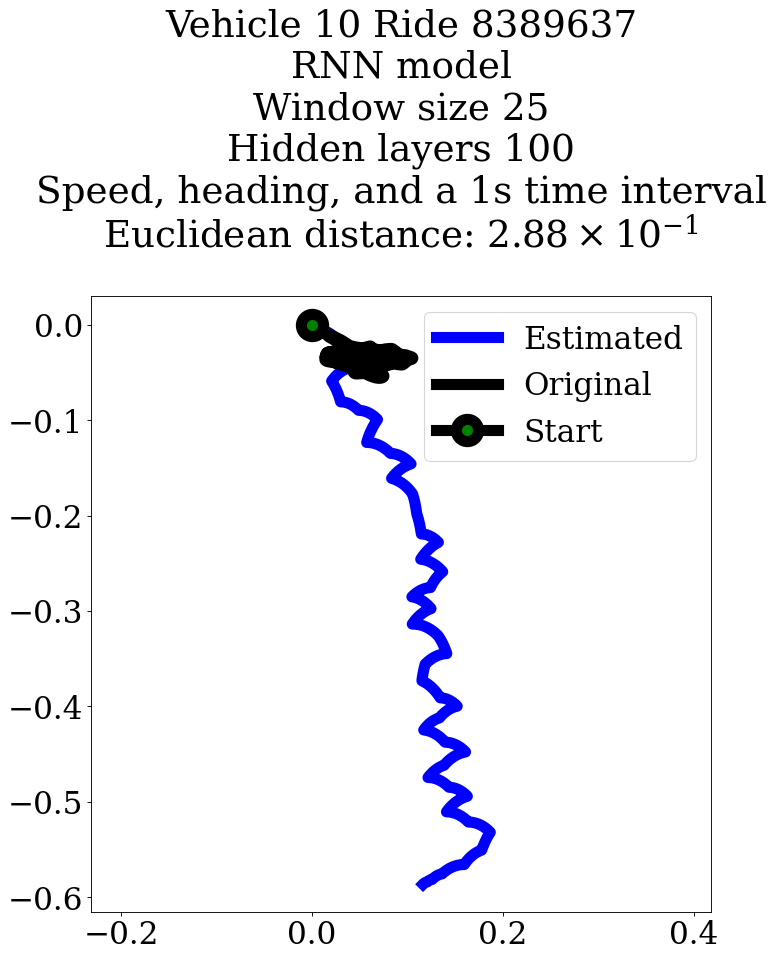 Vehicle 10 Ride 8389637
RNN model
Window size 25
Hidden layers 100
Speed, heading, and a 1s time interval
Euclidean distance: 2.88 × 10⁻¹
Estimated
Original
Start
0.0
−0.1
−0.2
−0.3
−0.4
−0.5
−0.6
−0.2 0.0 0.2 0.4